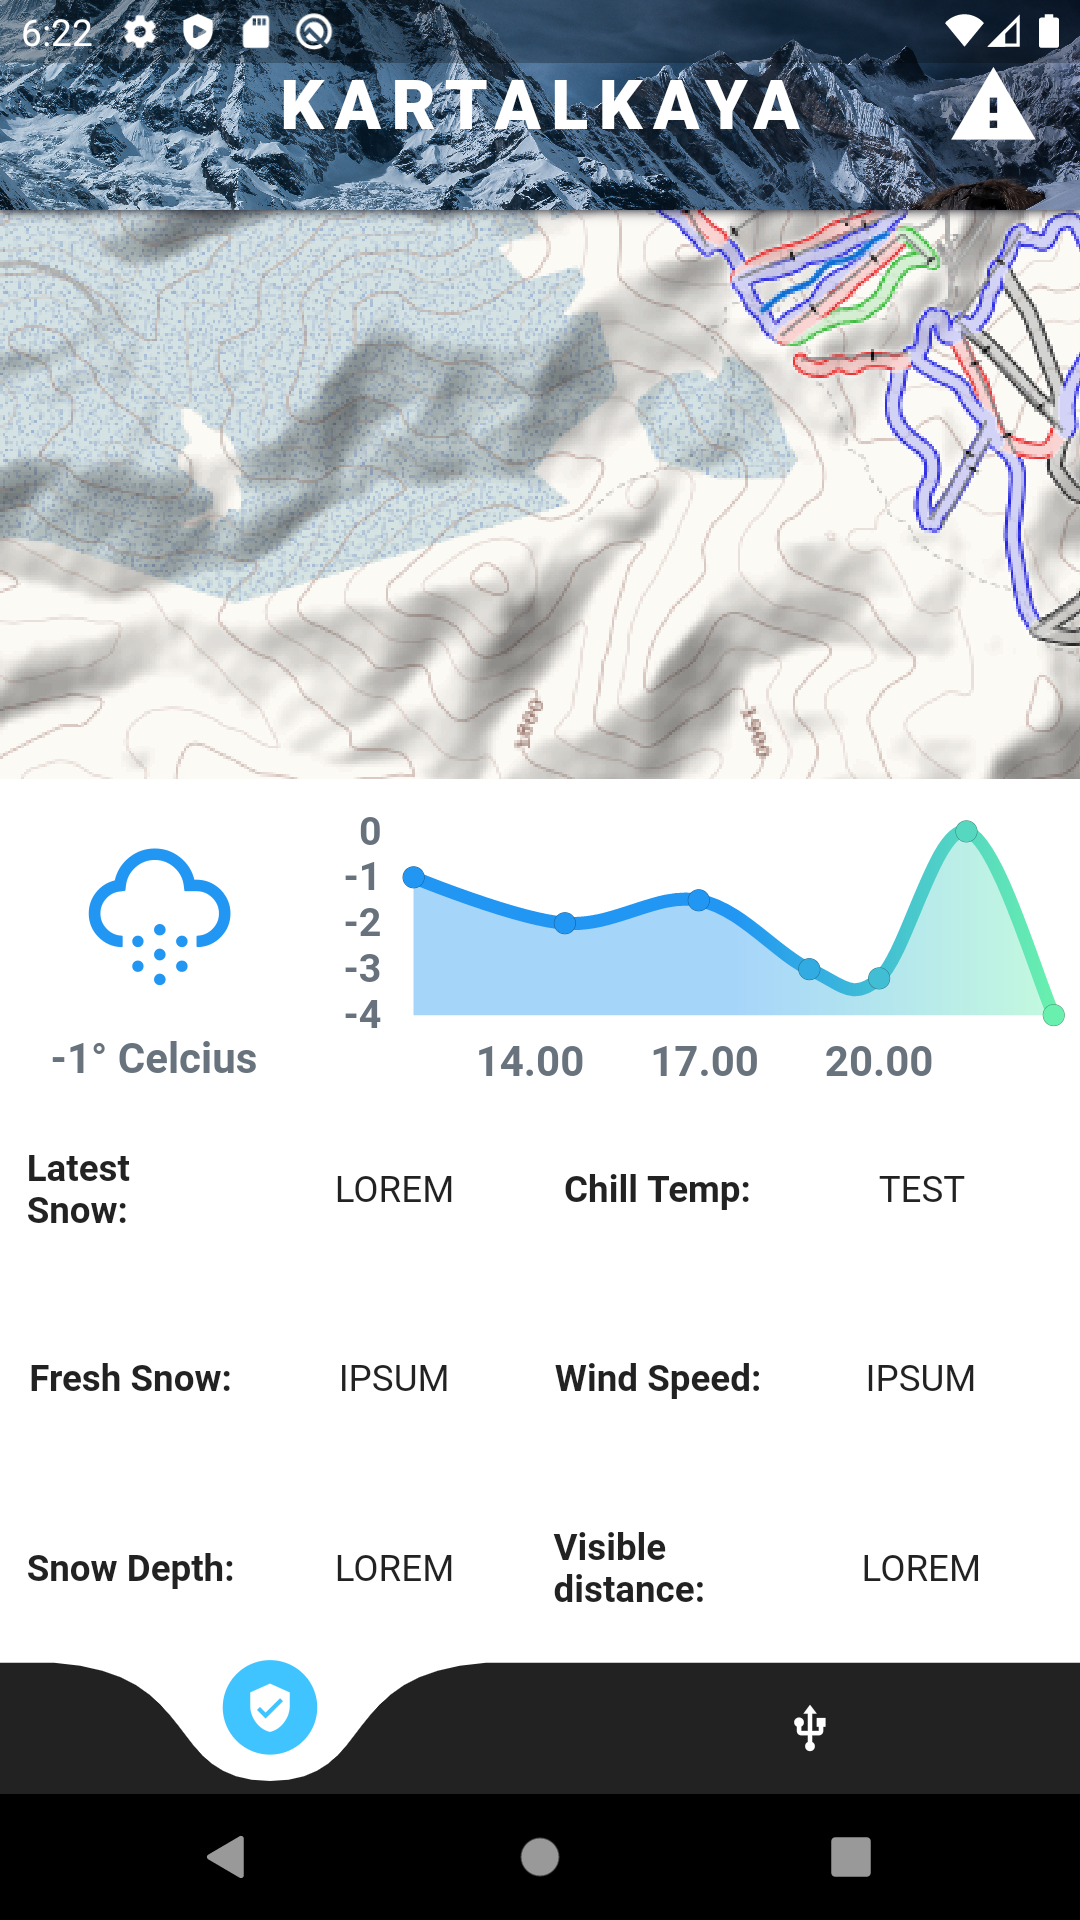 6:22
KARTALKAYA
1800
1900
0
-1
-2
-3
-4
-1° Celcius
14.00 17.00 20.00
Latest
Snow:
LOREM
Chill Temp:
TEST
Fresh Snow:
IPSUM
Wind Speed:
IPSUM
Snow Depth:
LOREM
Visible
distance:
LOREM